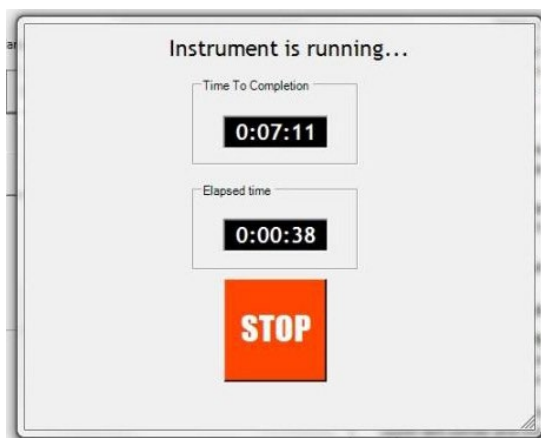 Instrument is running...
Time To Completion
0:07:11
Elapsed time
0:00:38
STOP